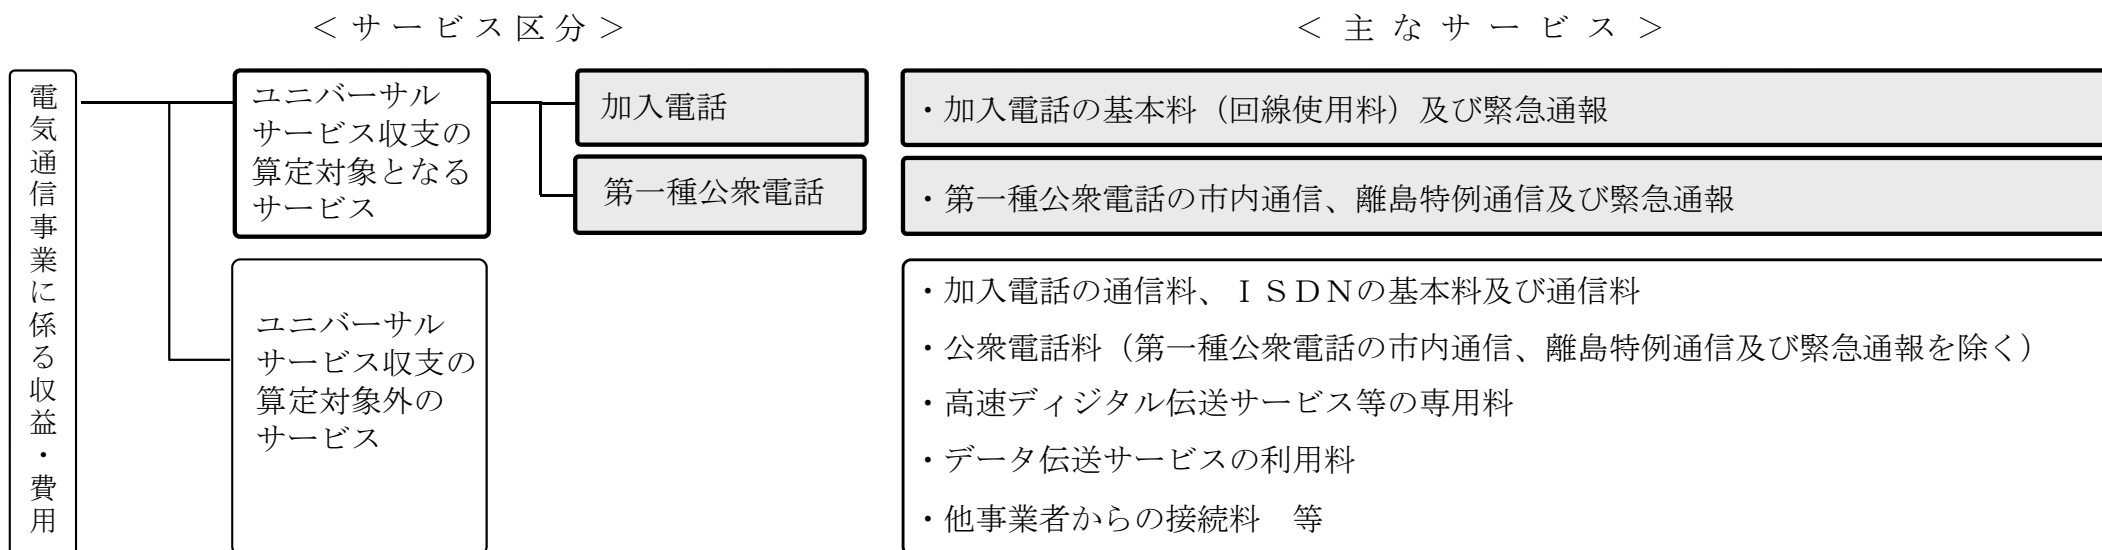 ＜サービス区分＞
＜主なサービス＞
電気通信事業に係る収益・費用
ユニバーサル
サービス収支の
算定対象となる
サービス
加入電話
・加入電話の基本料（回線使用料）及び緊急通報
第一種公衆電話
・第一種公衆電話の市内通信、離島特例通信及び緊急通報
ユニバーサル
サービス収支の
算定対象外の
サービス
・加入電話の通信料、ＩＳＤＮの基本料及び通信料
・公衆電話料（第一種公衆電話の市内通信、離島特例通信及び緊急通報を除く）
・高速ディジタル伝送サービス等の専用料
・データ伝送サービスの利用料
・他事業者からの接続料　等